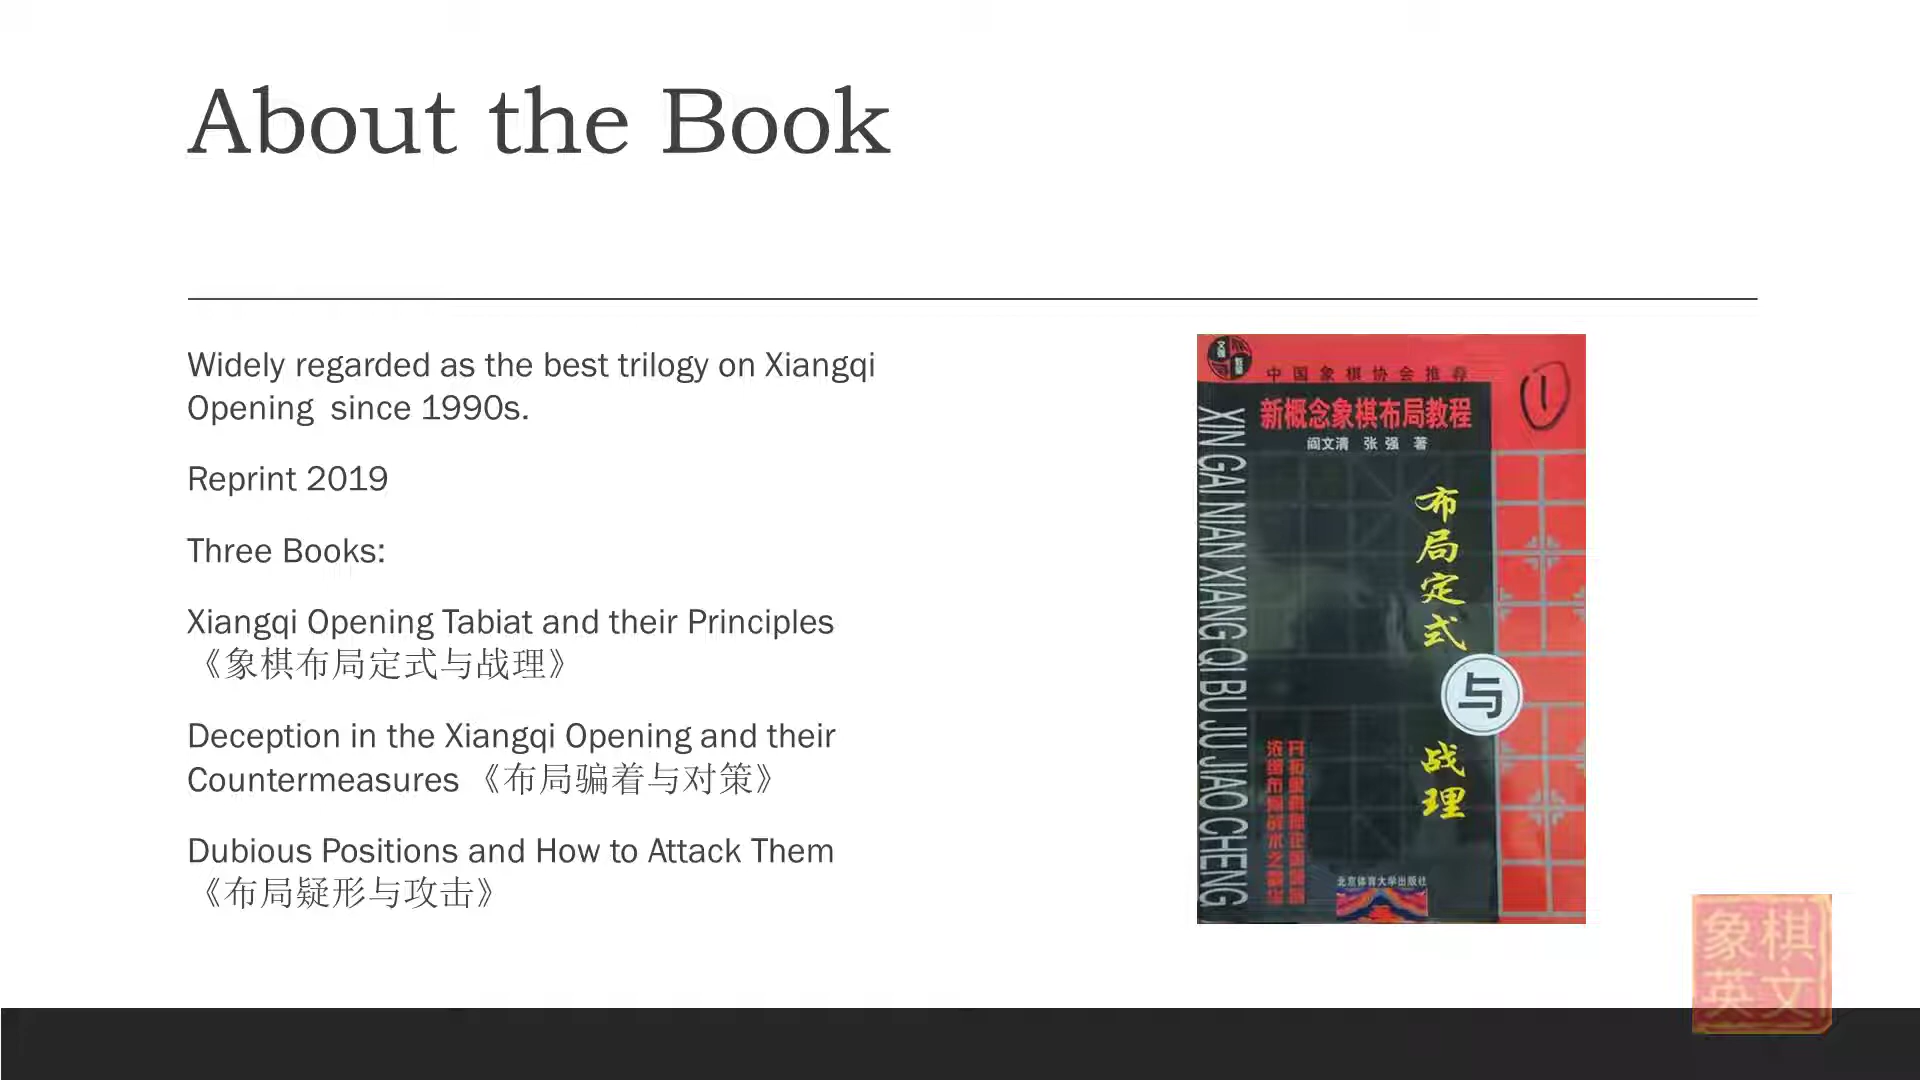 About the Book
Widely regarded as the best trilogy on Xiangqi
Opening  since 1990s.
Reprint 2019
Three Books:
Xiangqi Opening Tabiat and their Principles
《象棋布局定式与战理》
Deception in the Xiangqi Opening and their
Countermeasures 《布局骗着与对策》
Dubious Positions and How to Attack Them
《布局疑形与攻击》
中国象棋协会推荐
1
新概念象棋布局教程
阎文清 张强 著
XIN GAI NIAN XIANG QI BU JU JIAO CHENG
布局定式
与
战理
北京体育大学出版社
象棋
英文